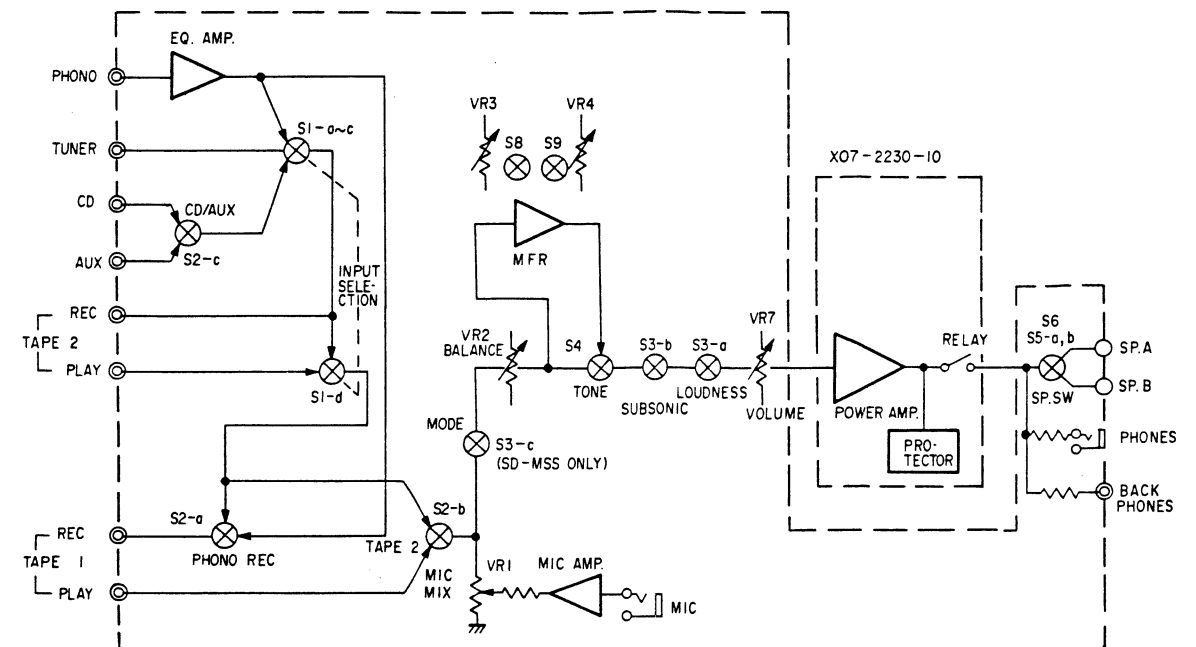 EQ. AMP.
PHONO
S1-a~c
TUNER
CD
CD/AUX
S2-c
AUX
INPUT
SELE-
CTION
REC
TAPE 2
PLAY
S1-d
S2-a
REC
PHONO REC
TAPE 1
PLAY
VR3
VR4
S8
S9
MFR
VR2
BALANCE
S4
TONE
S3-b
SUBSONIC
S3-a
LOUDNESS
VR7
VOLUME
MODE
S3-c
(SD-MSS ONLY)
S2-b
TAPE 2
MIC
MIX
VR1
MIC AMP.
MIC
X07-2230-10
POWER AMP.
RELAY
PRO-
TECTOR
S6
S5-a,b
SP.SW
SP.A
SP.B
PHONES
BACK
PHONES